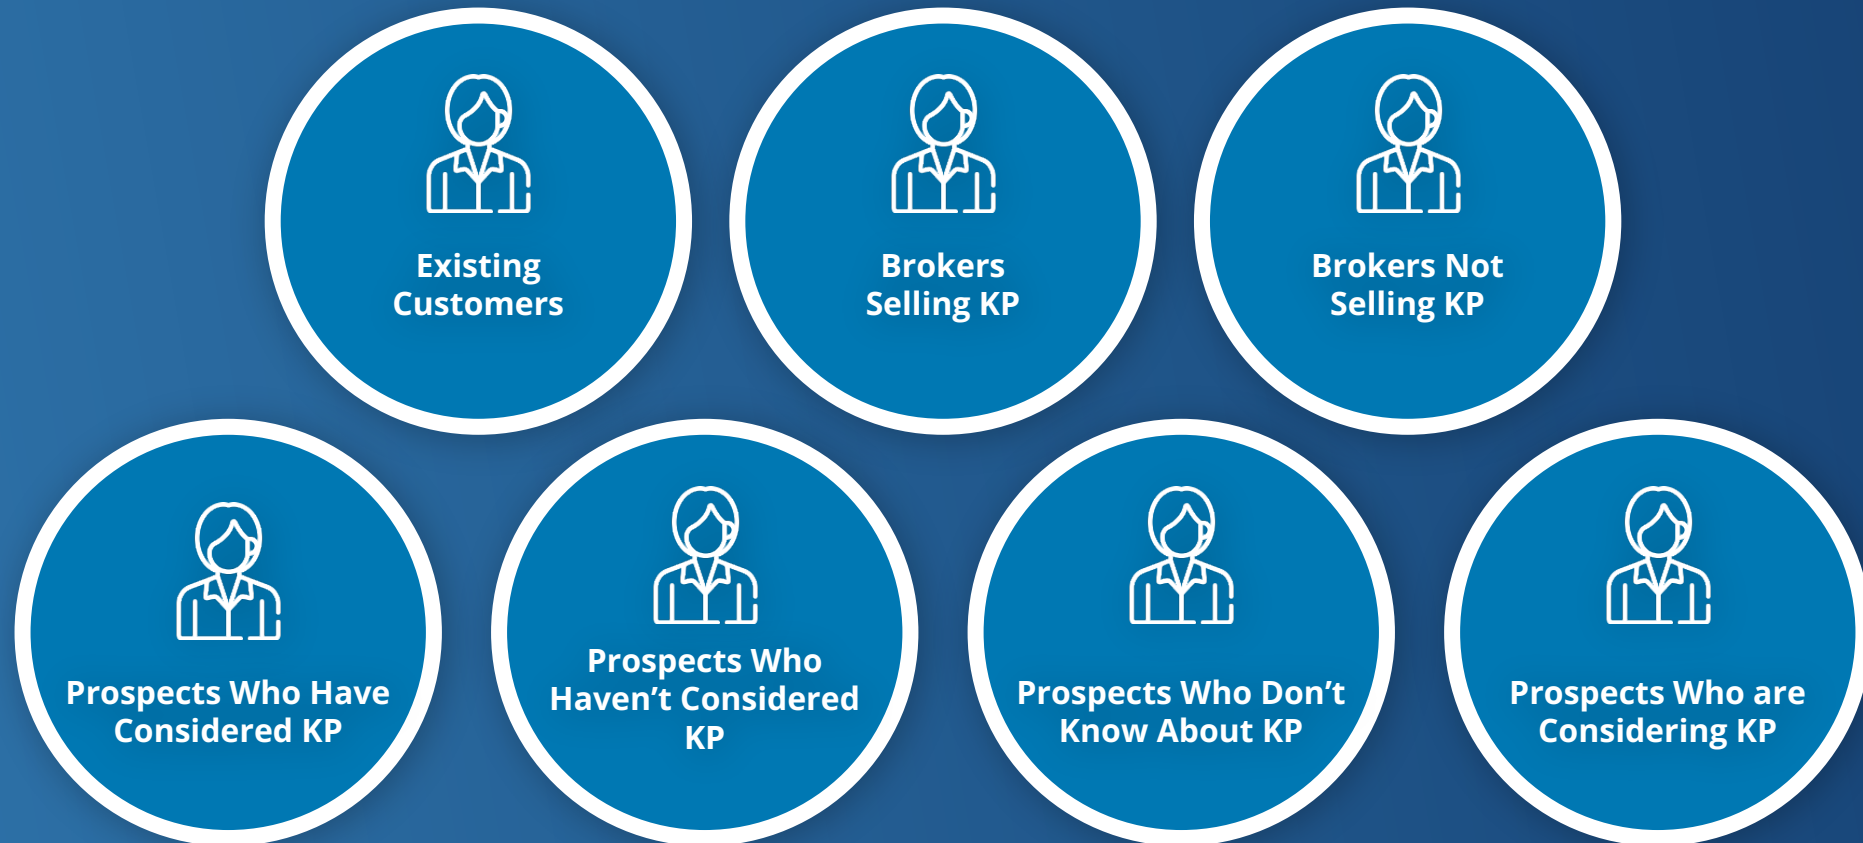 Existing
Customers
Brokers
Selling KP
Brokers Not
Selling KP
Prospects Who Have
Considered KP
Prospects Who
Haven’t Considered
KP
Prospects Who Don’t
Know About KP
Prospects Who are
Considering KP